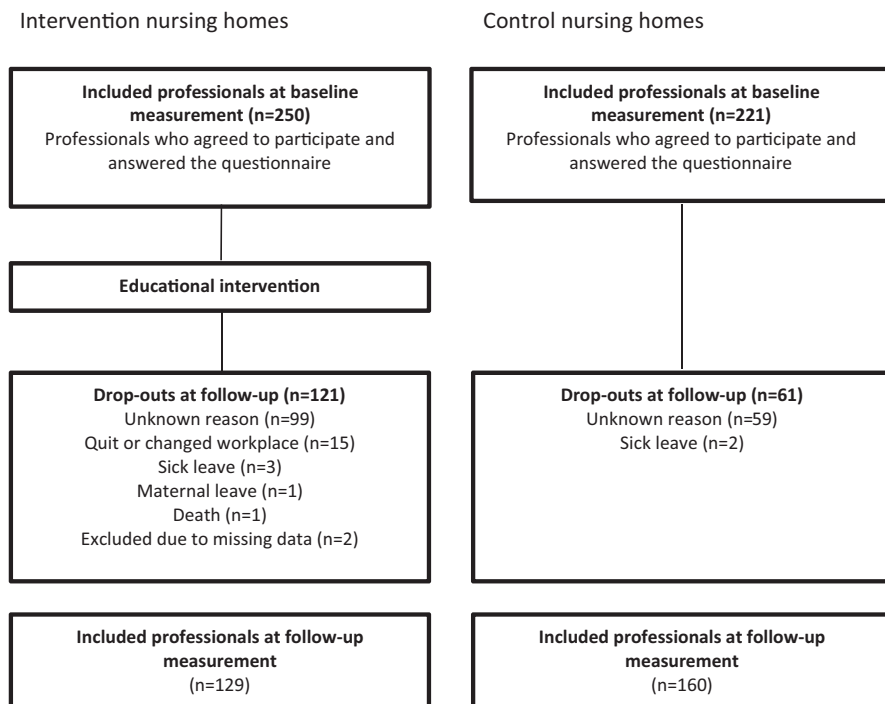 Intervention nursing homes
Control nursing homes
Included professionals at baseline
measurement (n=250)
Professionals who agreed to participate and
answered the questionnaire
Included professionals at baseline
measurement (n=221)
Professionals who agreed to participate and
answered the questionnaire
Educational intervention
Drop-outs at follow-up (n=121)
Unknown reason (n=99)
Quit or changed workplace (n=15)
Sick leave (n=3)
Maternal leave (n=1)
Death (n=1)
Excluded due to missing data (n=2)
Drop-outs at follow-up (n=61)
Unknown reason (n=59)
Sick leave (n=2)
Included professionals at follow-up
measurement
(n=129)
Included professionals at follow-up
measurement
(n=160)